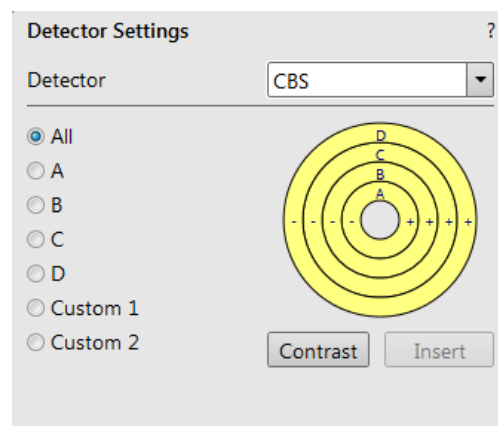 Detector Settings ?
Detector CBS
All
A
B
C
D
Custom 1
Custom 2
D
C
B
A
- - - - + + + +
Contrast Insert